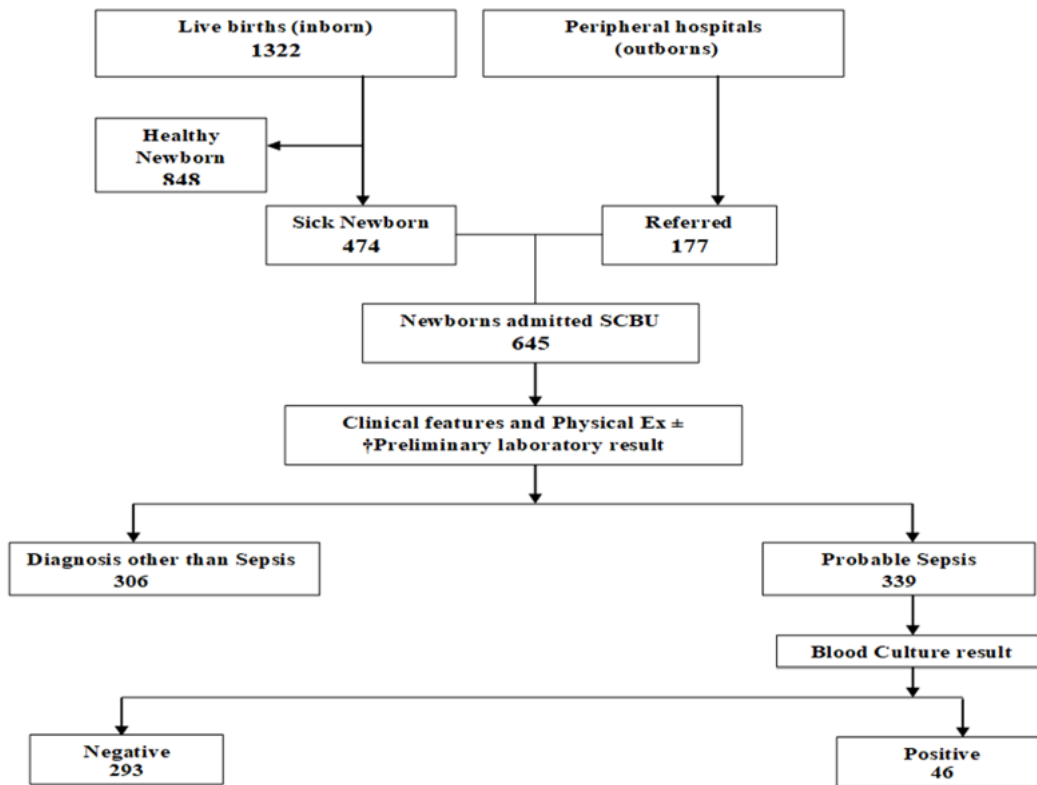 Live births (inborn)
1322
Peripheral hospitals
(outborns)
Healthy
Newborn
848
Sick Newborn
474
Referred
177
Newborns admitted SCBU
645
Clinical features and Physical Ex ±
†Preliminary laboratory result
Diagnosis other than Sepsis
306
Probable Sepsis
339
Blood Culture result
Negative
293
Positive
46